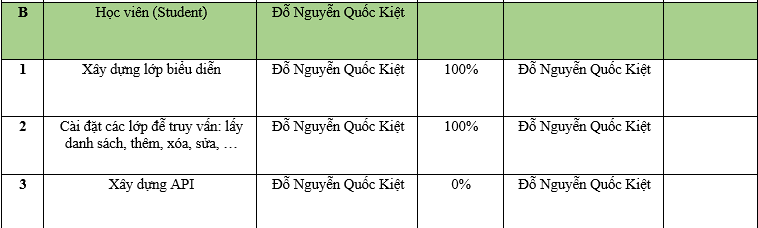 B Học viên (Student) Đỗ Nguyễn Quốc Kiệt
1 Xây dựng lớp biểu diễn Đỗ Nguyễn Quốc Kiệt 100% Đỗ Nguyễn Quốc Kiệt
2 Cài đặt các lớp để truy vấn: lấy Đỗ Nguyễn Quốc Kiệt 100% Đỗ Nguyễn Quốc Kiệt
danh sách, thêm, xóa, sửa, …
3 Xây dựng API Đỗ Nguyễn Quốc Kiệt 0% Đỗ Nguyễn Quốc Kiệt